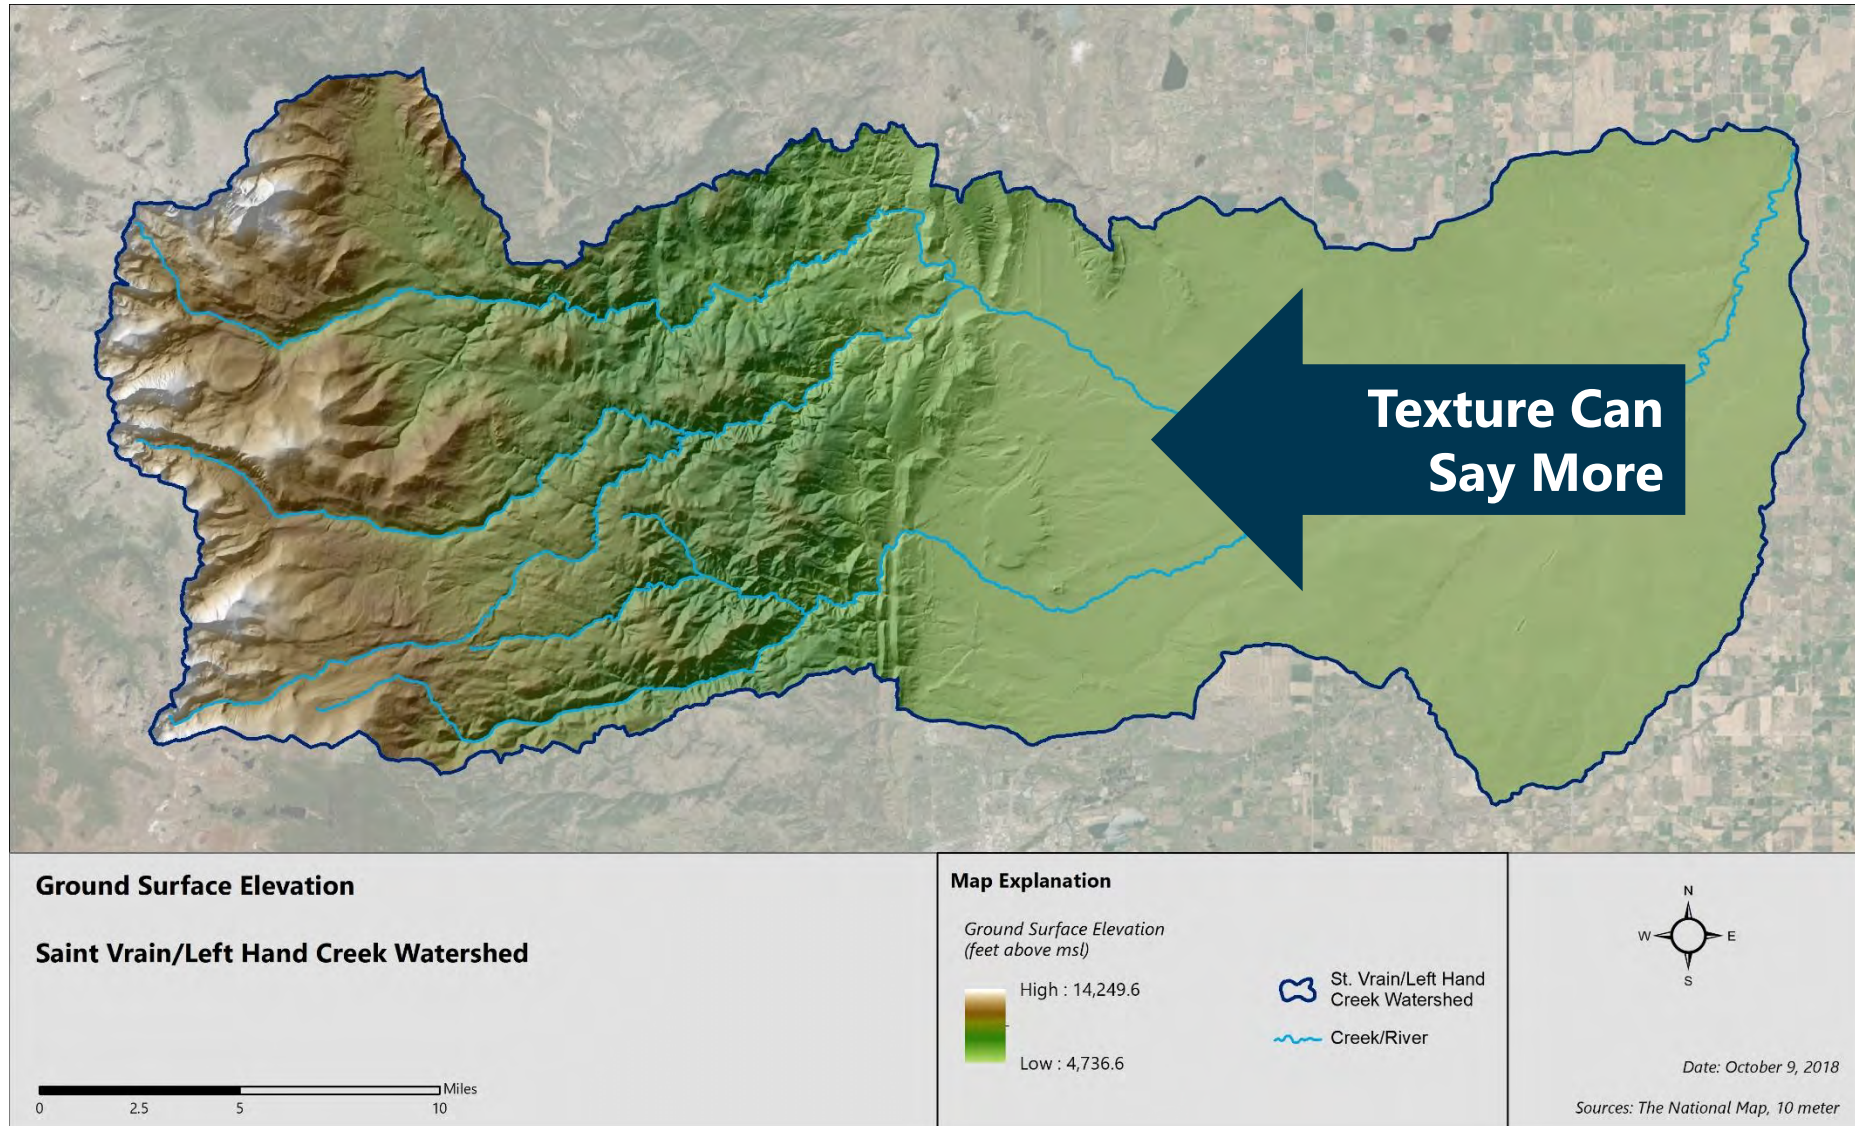 Texture Can
Say More
Ground Surface Elevation
Saint Vrain/Left Hand Creek Watershed
0 2.5 5 10 Miles
Map Explanation
Ground Surface Elevation
(feet above msl)
High : 14,249.6
Low : 4,736.6
St. Vrain/Left Hand
Creek Watershed
Creek/River
N
W E
S
Date: October 9, 2018
Sources: The National Map, 10 meter